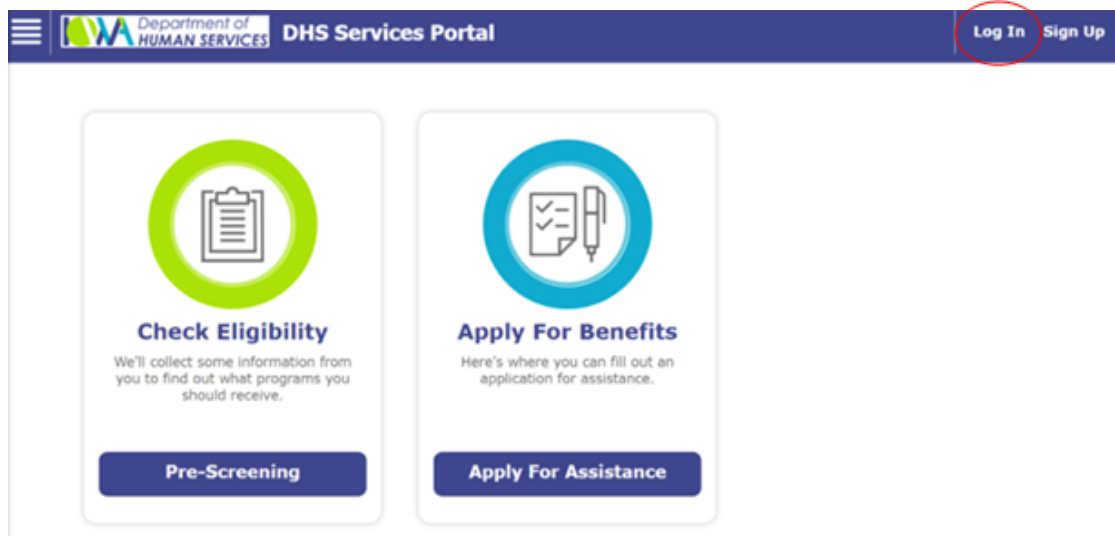 IOWA Department of HUMAN SERVICES DHS Services Portal Log In Sign Up
Check Eligibility
We'll collect some information from
you to find out what programs you
should receive.
Pre-Screening
Apply For Benefits
Here's where you can fill out an
application for assistance.
Apply For Assistance